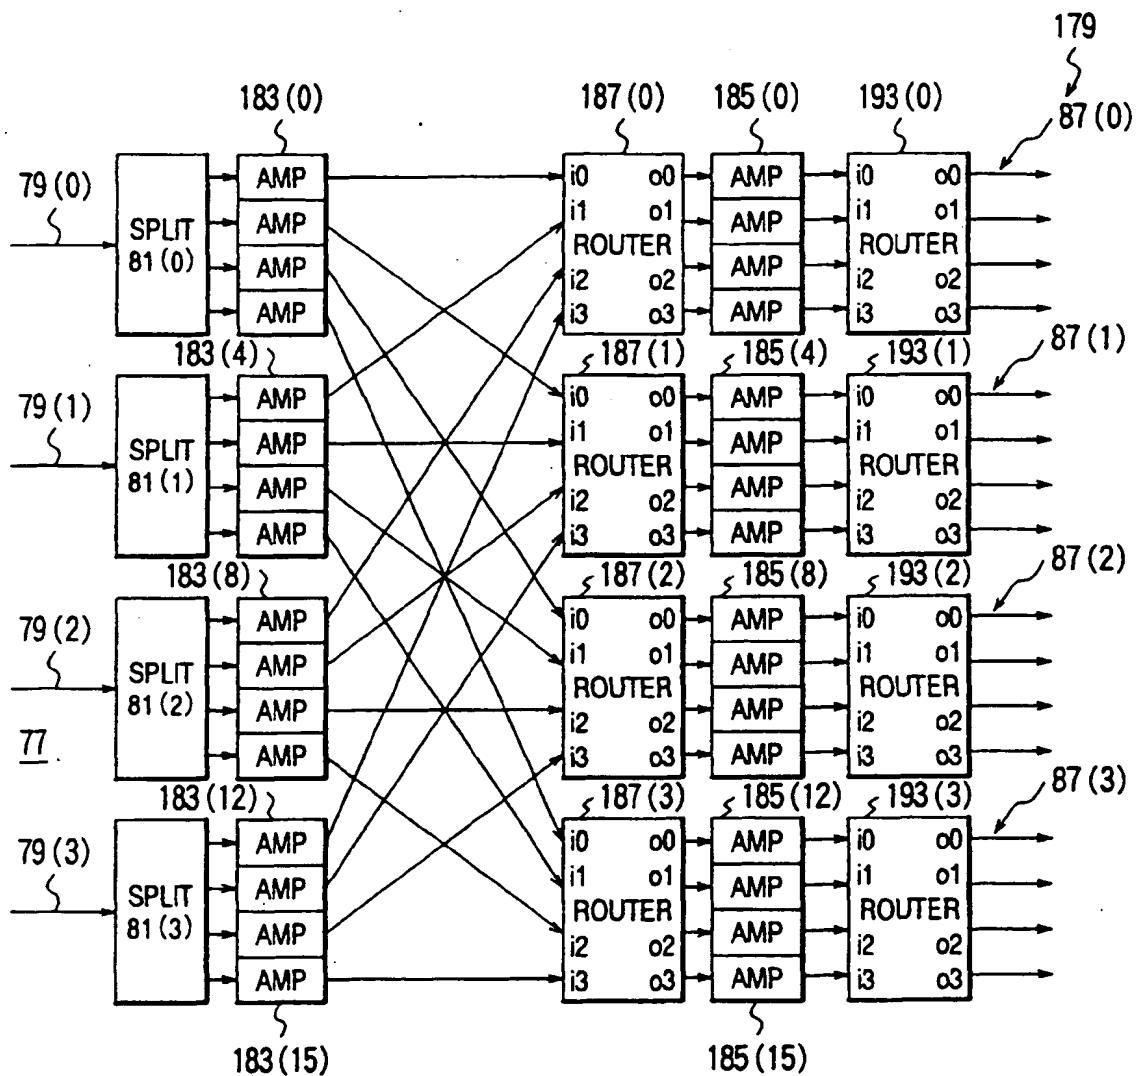 179
183(0) 187(0) 185(0) 193(0) 87(0)
79(0)
SPLIT
81(0)
AMP
AMP
AMP
AMP
i0 o0
i1 o1
ROUTER
i2 o2
i3 o3
AMP
AMP
AMP
AMP
i0 o0
i1 o1
ROUTER
i2 o2
i3 o3
183(4) 187(1) 185(4) 193(1) 87(1)
79(1)
SPLIT
81(1)
AMP
AMP
AMP
AMP
i0 o0
i1 o1
ROUTER
i2 o2
i3 o3
AMP
AMP
AMP
AMP
i0 o0
i1 o1
ROUTER
i2 o2
i3 o3
183(8) 187(2) 185(8) 193(2) 87(2)
79(2)
SPLIT
81(2)
77
AMP
AMP
AMP
AMP
i0 o0
i1 o1
ROUTER
i2 o2
i3 o3
AMP
AMP
AMP
AMP
i0 o0
i1 o1
ROUTER
i2 o2
i3 o3
183(12) 187(3) 185(12) 193(3) 87(3)
79(3)
SPLIT
81(3)
AMP
AMP
AMP
AMP
i0 o0
i1 o1
ROUTER
i2 o2
i3 o3
AMP
AMP
AMP
AMP
i0 o0
i1 o1
ROUTER
i2 o2
i3 o3
183(15) 185(15)